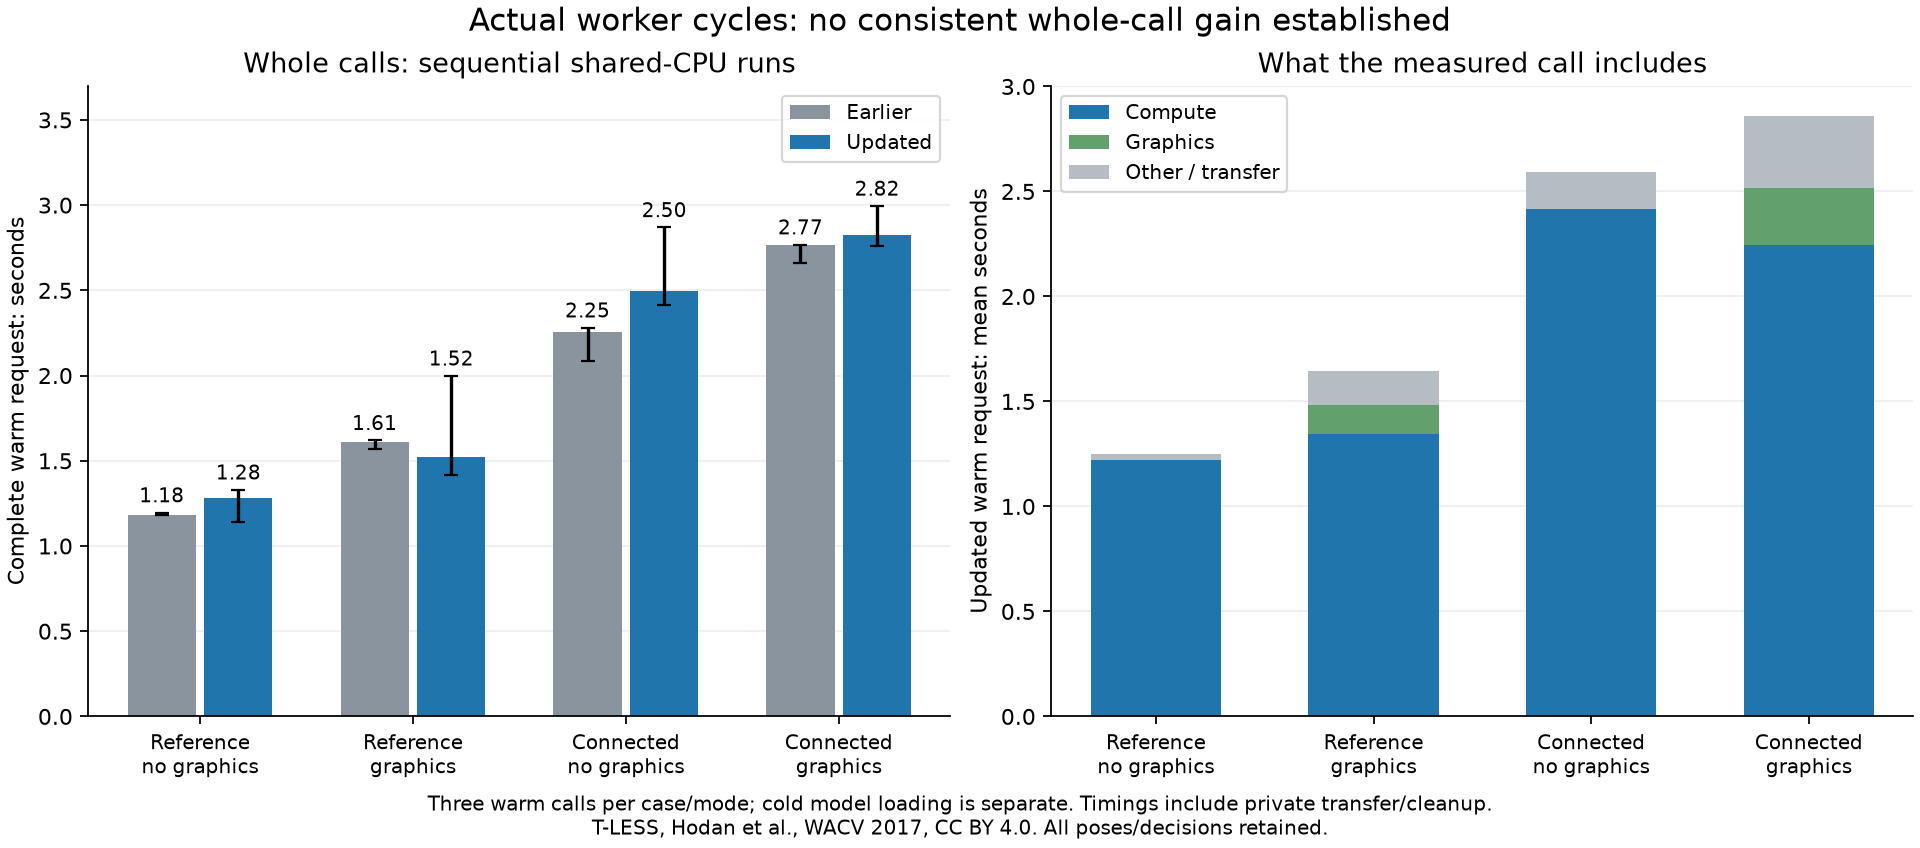 Actual worker cycles: no consistent whole-call gain established
Whole calls: sequential shared-CPU runs
Complete warm request: seconds
3.5
3.0
2.5
2.0
1.5
1.0
0.5
0.0
Earlier
Updated
1.18
1.28
1.61
1.52
2.25
2.50
2.77
2.82
Reference
no graphics
Reference
graphics
Connected
no graphics
Connected
graphics
What the measured call includes
Updated warm request: mean seconds
3.0
2.5
2.0
1.5
1.0
0.5
0.0
Compute
Graphics
Other / transfer
Reference
no graphics
Reference
graphics
Connected
no graphics
Connected
graphics
Three warm calls per case/mode; cold model loading is separate. Timings include private transfer/cleanup.
T-LESS, Hodan et al., WACV 2017, CC BY 4.0. All poses/decisions retained.